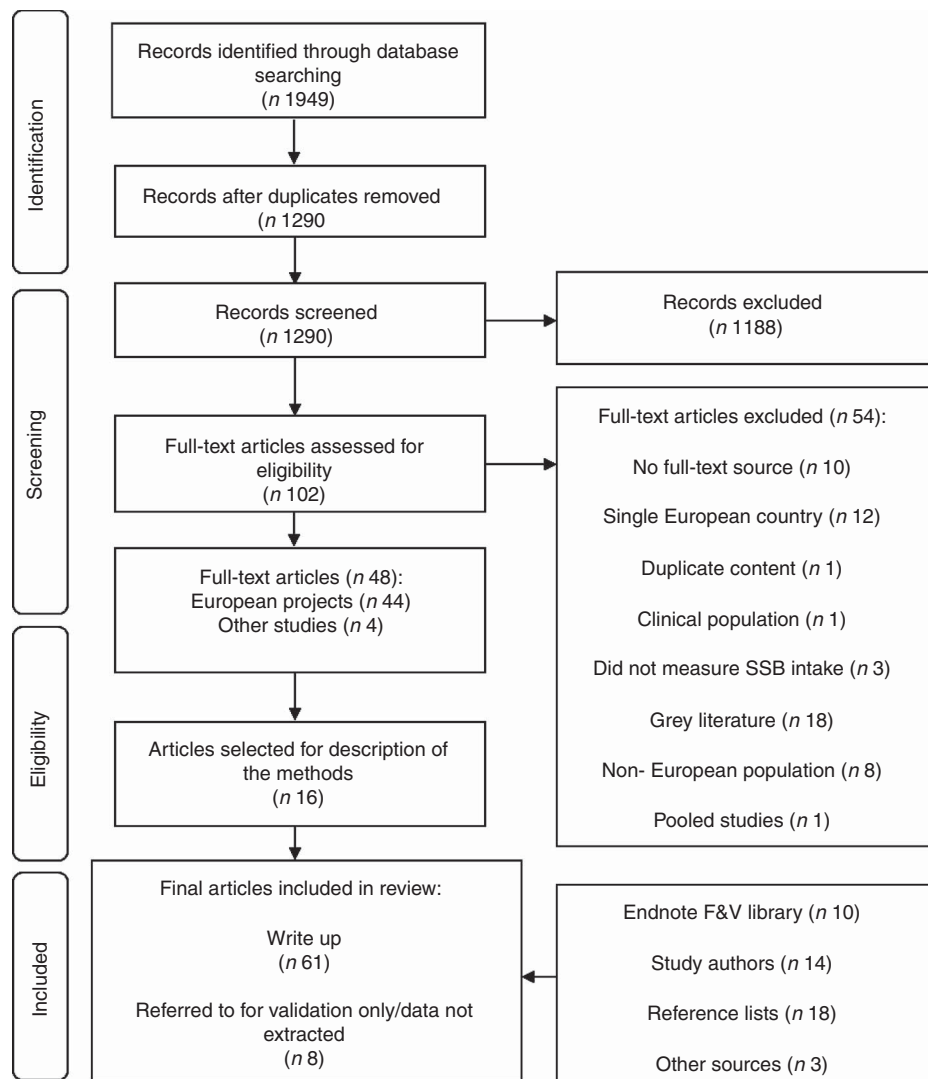 Identification
Records identified through database
searching
(n 1949)
Records after duplicates removed
(n 1290
Screening
Records screened
(n 1290)
Records excluded
(n 1188)
Full-text articles assessed for
eligibility
(n 102)
Full-text articles excluded (n 54):
No full-text source (n 10)
Single European country (n 12)
Duplicate content (n 1)
Clinical population (n 1)
Did not measure SSB intake (n 3)
Grey literature (n 18)
Non- European population (n 8)
Pooled studies (n 1)
Full-text articles (n 48):
European projects (n 44)
Other studies (n 4)
Eligibility
Articles selected for description of
the methods
(n 16)
Included
Final articles included in review:
Write up
(n 61)
Referred to for validation only/data not
extracted
(n 8)
Endnote F&V library (n 10)
Study authors (n 14)
Reference lists (n 18)
Other sources (n 3)